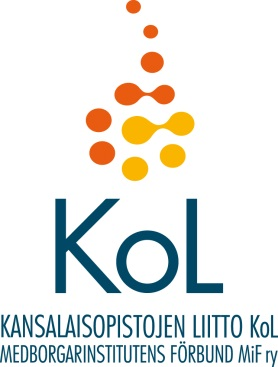 KoL
KANSALAISOPISTOJEN LIITTO KoL
MEDBORGARINSTITUTENS FÖRBUND MiF ry